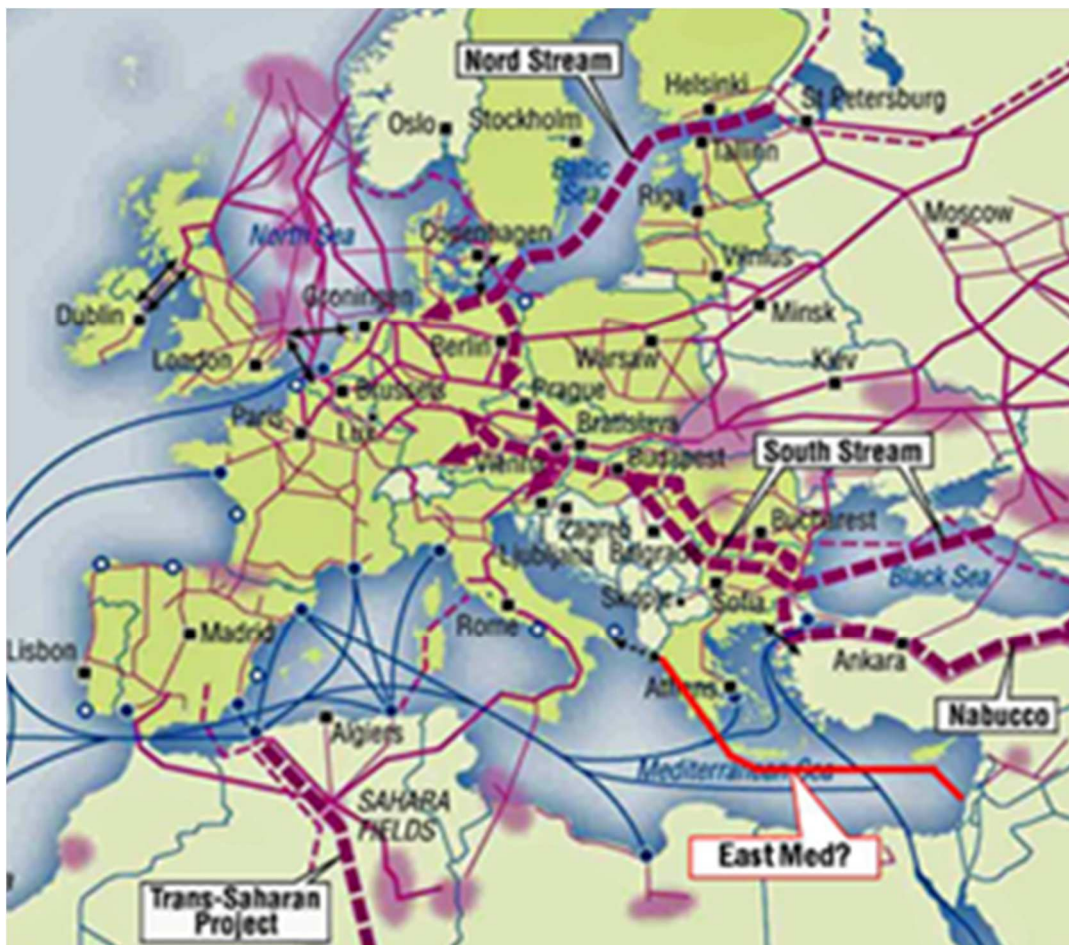 Nord Stream
Helsinki
St Petersburg
Oslo
Stockholm
Tallinn
Baltic
Sea
Riga
Moscow
North Sea
Copenhagen
Vilnius
Groningen
Dublin
Minsk
London
Berlin
Warsaw
Kiev
Brussels
Prague
Paris
Lux
Bratislava
Vienna
Budapest
South Stream
Zagreb
Bucharest
Ljubljana
Belgrad
Black Sea
Skopje
Sofia
Madrid
Rome
Lisbon
Ankara
Athens
Nabucco
Algiers
Mediterranean Sea
SAHARA
FIELDS
East Med?
Trans-Saharan
Project